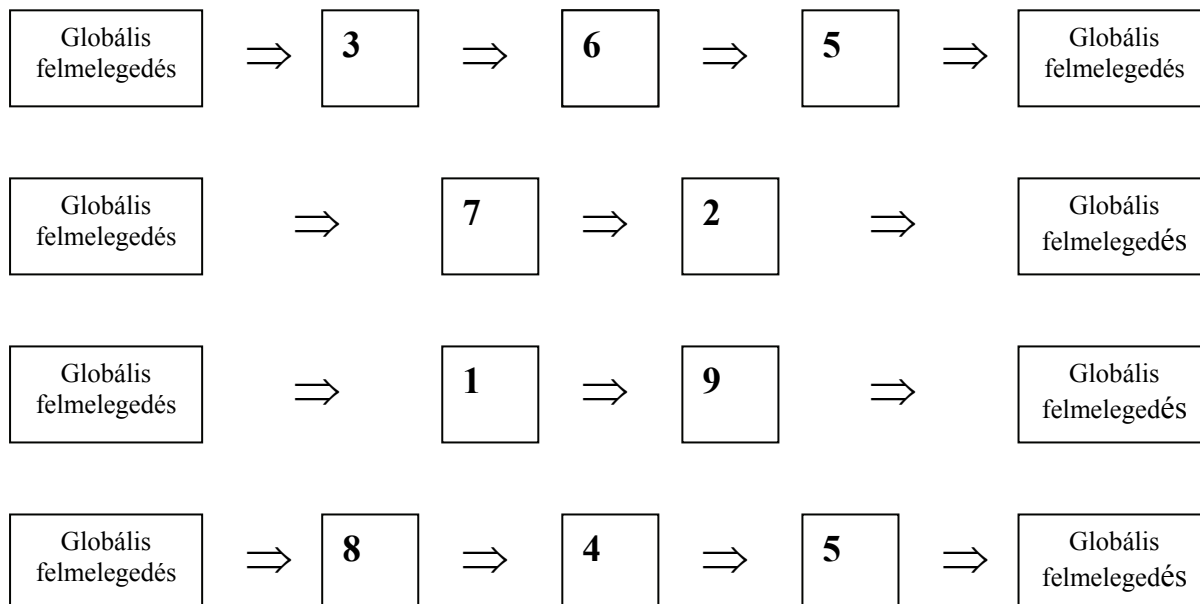 Globális
felmelegedés
⇒ 3 ⇒ 6 ⇒ 5 ⇒
Globális
felmelegedés
Globális
felmelegedés
⇒ 7 ⇒ 2 ⇒
Globális
felmelegedés
Globális
felmelegedés
⇒ 1 ⇒ 9 ⇒
Globális
felmelegedés
Globális
felmelegedés
⇒ 8 ⇒ 4 ⇒ 5 ⇒
Globális
felmelegedés